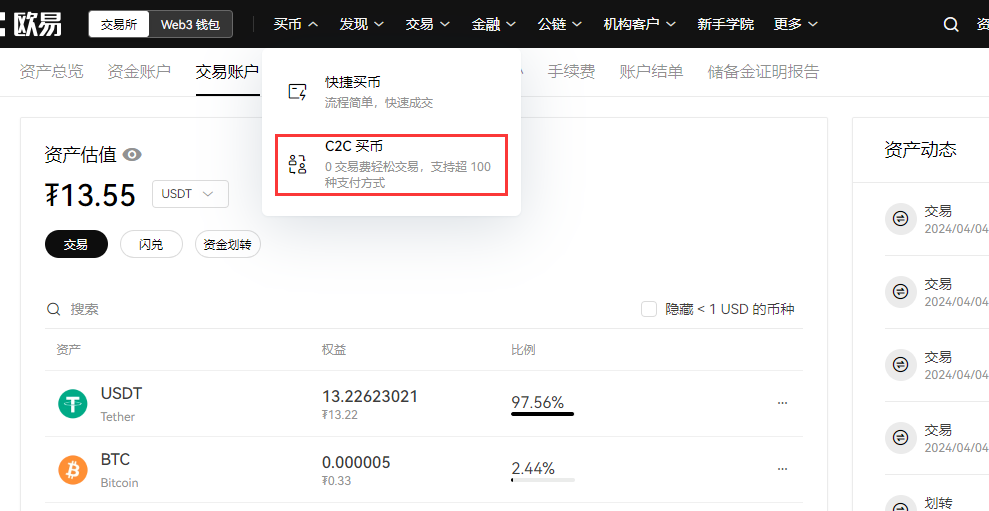 欧易 交易所 Web3 钱包 买币 发现 交易 金融 公链 机构客户 新手学院 更多
资产总览 资金账户 交易账户 手续费 账户结单 储备金证明报告
快捷买币
流程简单，快速成交
C2C 买币
0 交易费轻松交易，支持超 100
种支付方式
资产估值
₮13.55 USDT
交易 闪兑 资金划转
搜索 隐藏 < 1 USD 的币种
资产 权益 比例
USDT 13.22623021 97.56%
Tether ₮13.22
BTC 0.000005 2.44%
Bitcoin ₮0.33
资产动态
交易
2024/04/04
交易
2024/04/04
交易
2024/04/04
交易
2024/04/04
划转